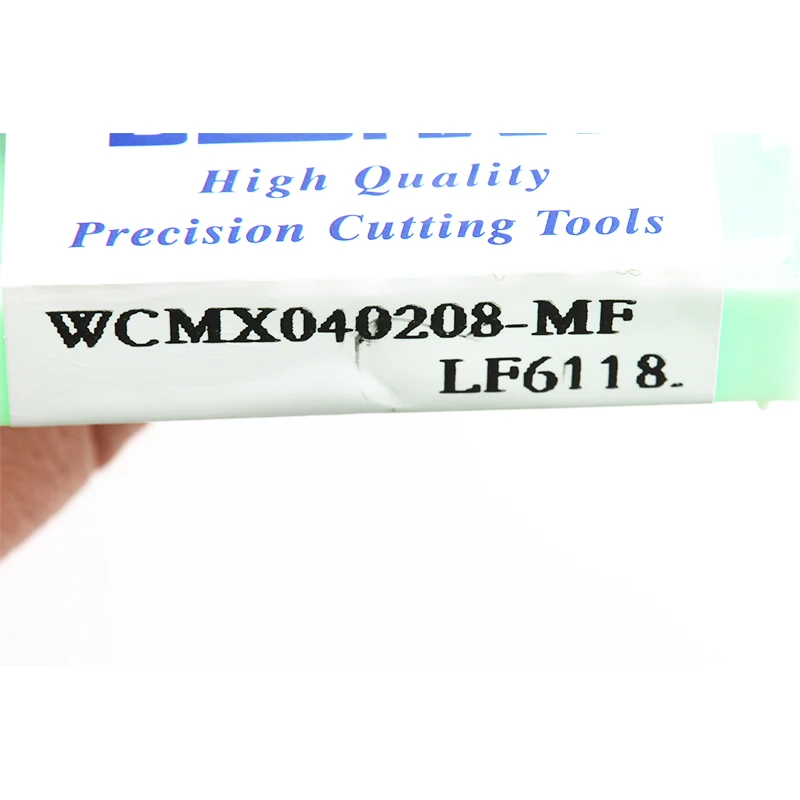 High Quality
Precision Cutting Tools
WCMX040208-MF
LF6118.